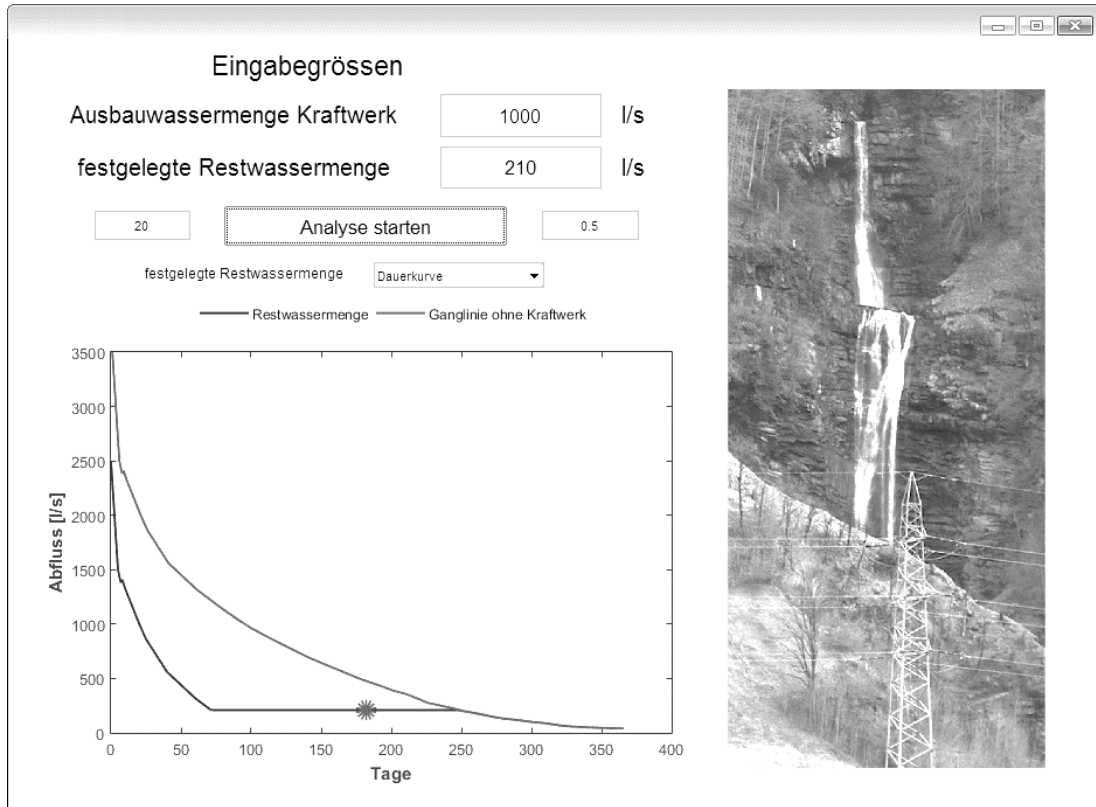 Eingabegrössen
Ausbauwassermenge Kraftwerk 1000 l/s
festgelegte Restwassermenge 210 l/s
20 Analyse starten 0.5
festgelegte Restwassermenge Dauerkurve
Restwassermenge Ganglinie ohne Kraftwerk
3500
3000
2500
2000
1500
1000
500
0
Abfluss [l/s]
0 50 100 150 200 250 300 350 400
Tage